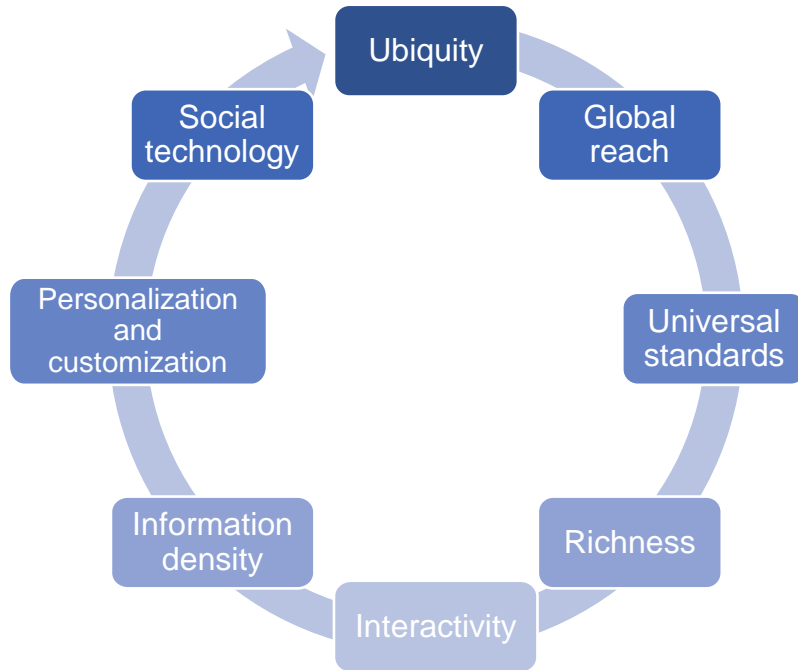 Ubiquity
Global
reach
Universal
standards
Richness
Interactivity
Information
density
Personalization
and
customization
Social
technology